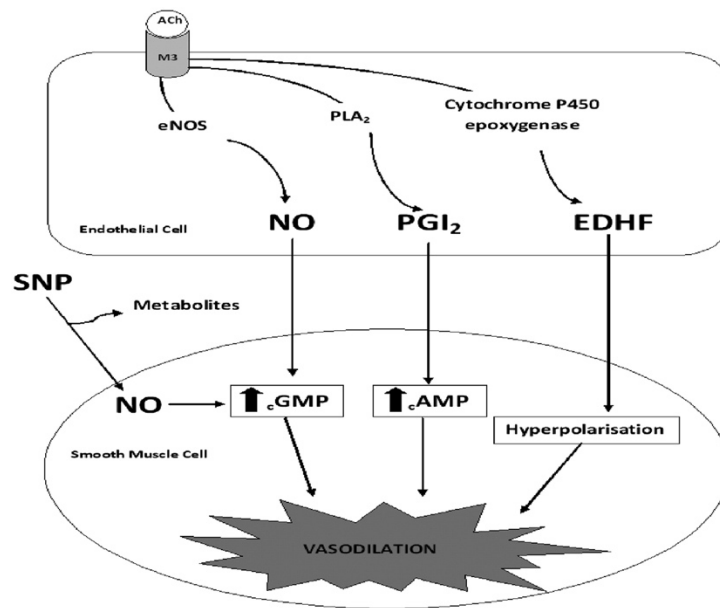 ACh
M3
eNOS
PLA₂
Cytochrome P450
epoxygenase
NO
PGI₂
EDHF
Endothelial Cell
SNP
Metabolites
NO
cGMP
cAMP
Hyperpolarisation
Smooth Muscle Cell
VASODILATION